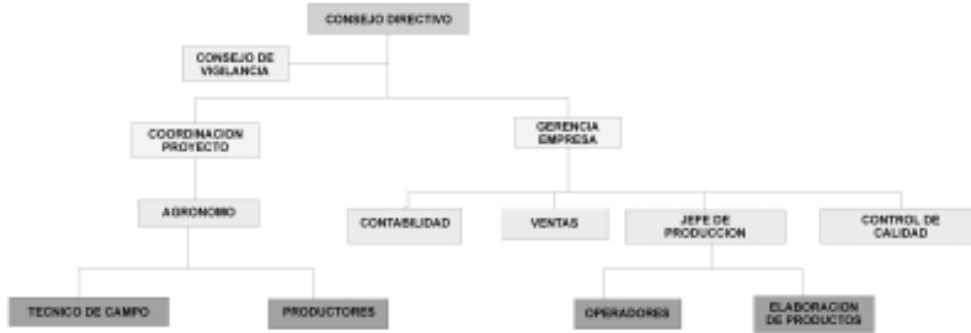 CONSEJO DIRECTIVO
CONSEJO DE
VIGILANCIA
COORDINACION
PROYECTO
GERENCIA
EMPRESA
AGRONOMO
CONTABILIDAD
VENTAS
JEFE DE
PRODUCCION
CONTROL DE
CALIDAD
TECNICO DE CAMPO
PRODUCTORES
OPERADORES
ELABORACION
DE PRODUCTOS